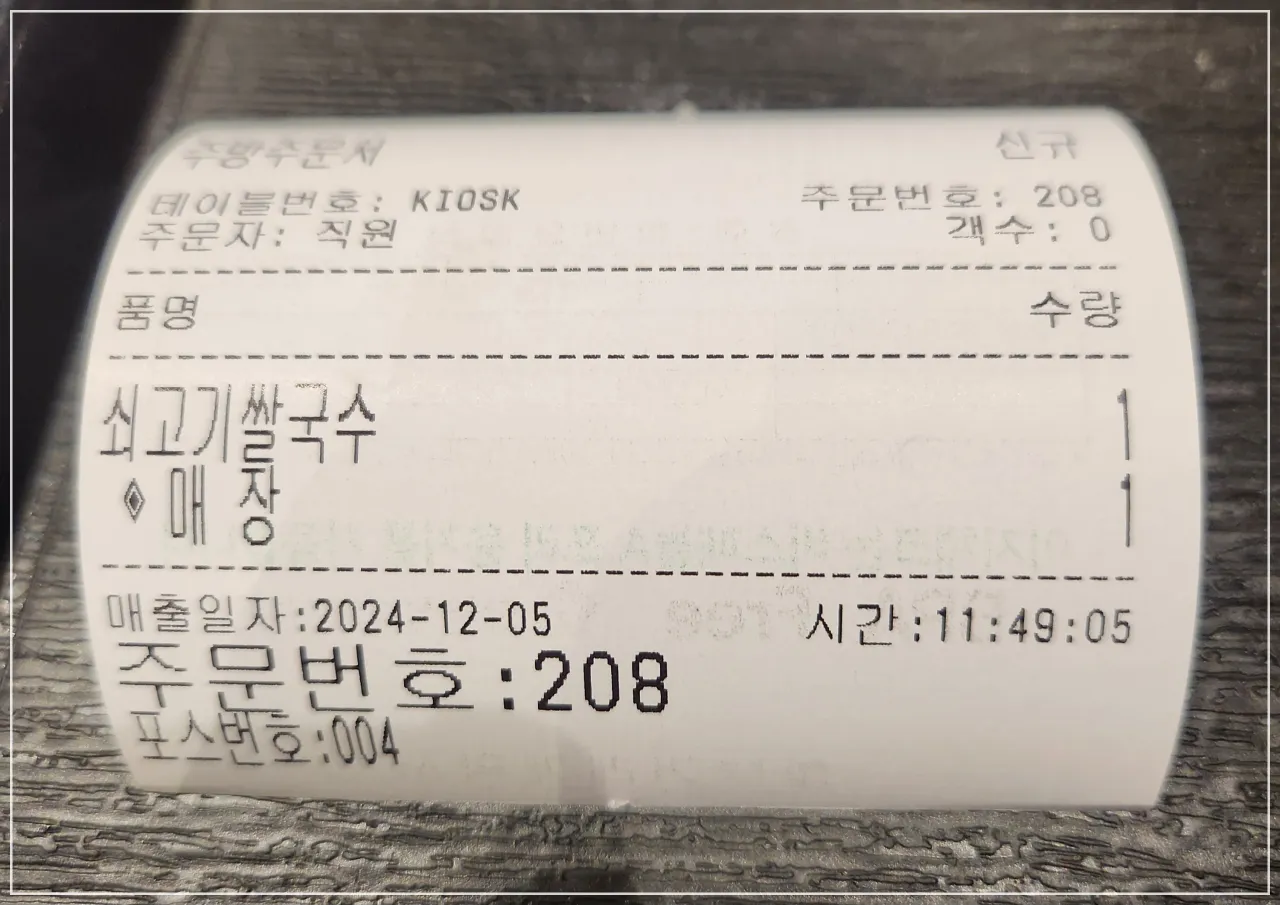 주방주문서 신규
테이블번호: KIOSK 주문번호: 208
주문자: 직원 객수: 0
품명 수량
쇠고기쌀국수 1
◈매 장 1
매출일자:2024-12-05 시간:11:49:05
주문번호:208
포스번호:004